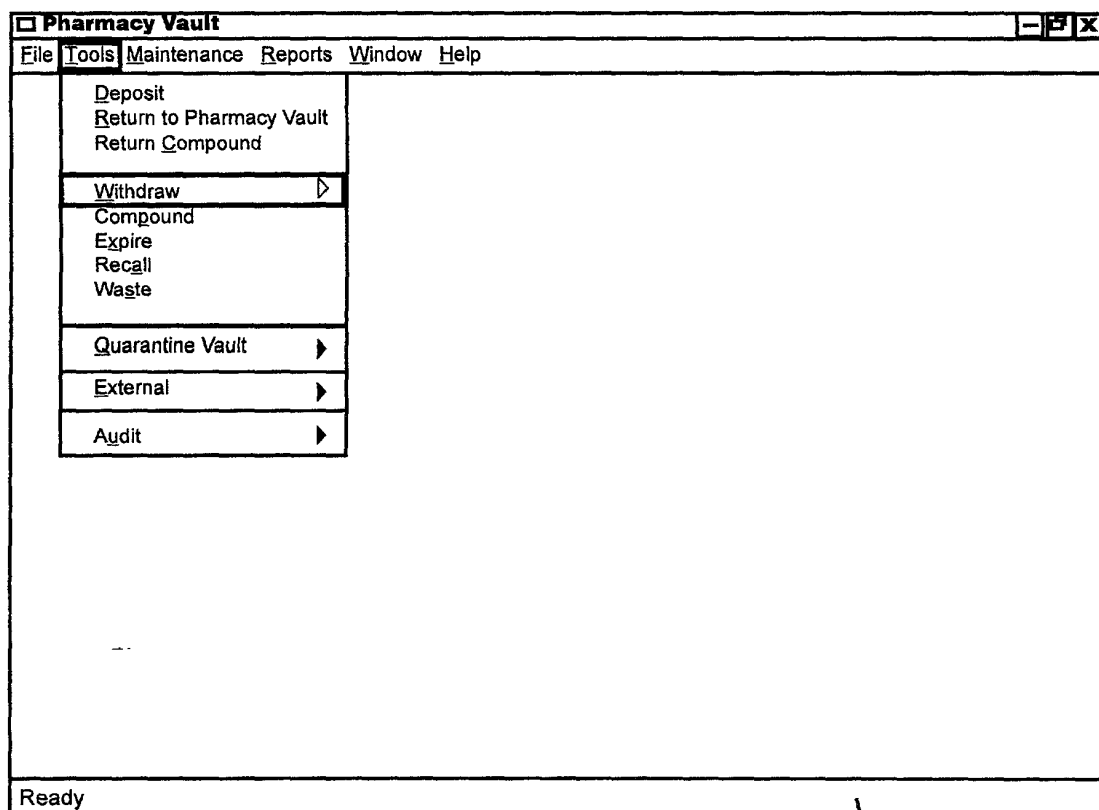 Pharmacy Vault
File Tools Maintenance Reports Window Help
Deposit
Return to Pharmacy Vault
Return Compound
Withdraw
Compound
Expire
Recall
Waste
Quarantine Vault
External
Audit
Ready